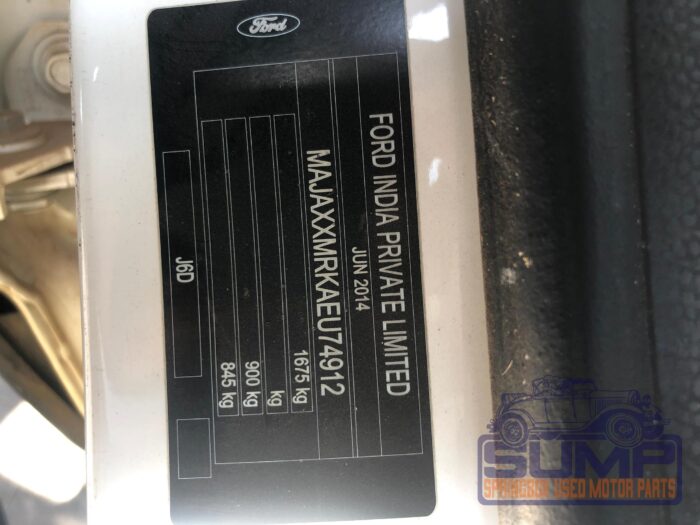 Ford
FORD INDIA PRIVATE LIMITED
JUN 2014
MAJAXXMRKAEU74912
1675 kg
kg
900 kg
845 kg
J6D
SUMP
SPRINGBOK USED MOTOR PARTS